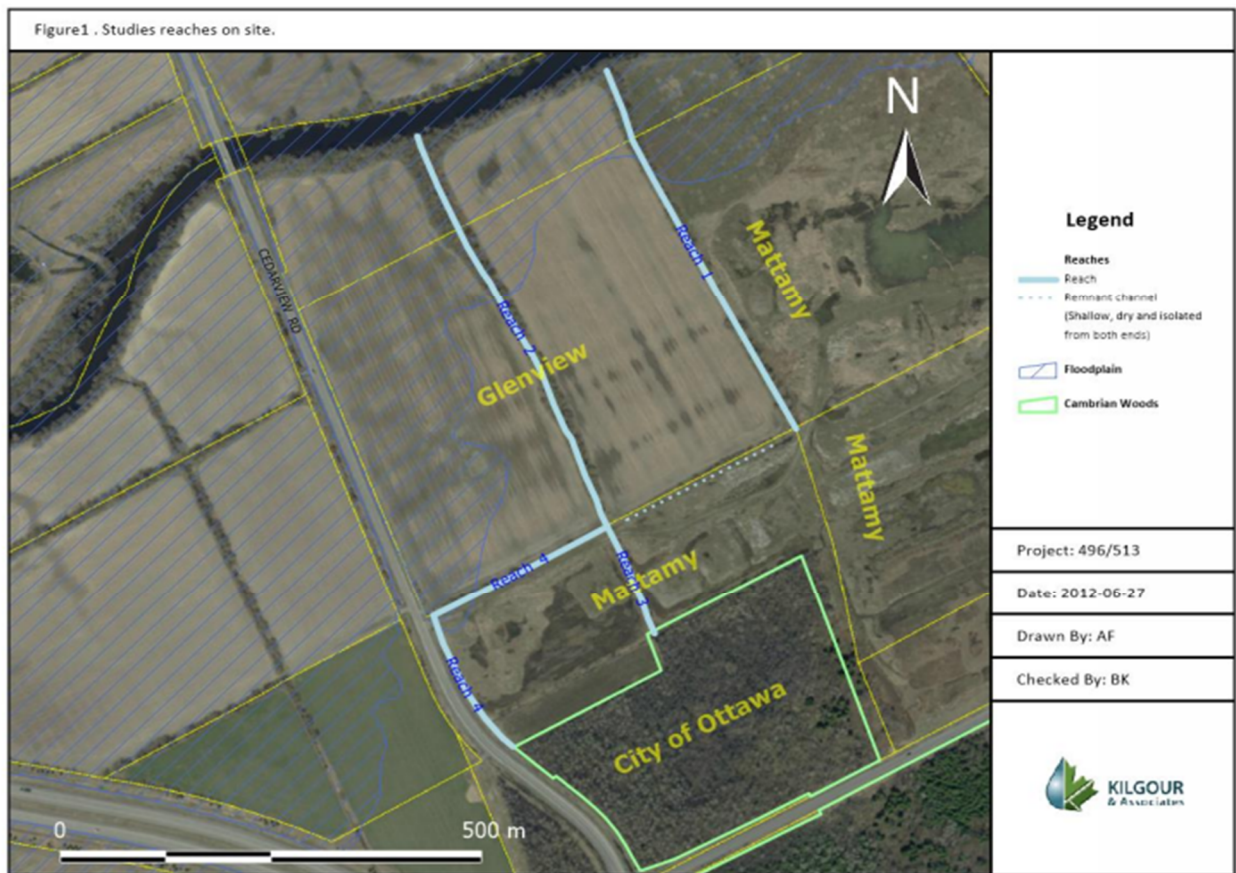 Figure1 . Studies reaches on site.
N
Legend
Reaches
Reach
Remnant channel
(Shallow, dry and isolated
from both ends)
Floodplain
Cambrian Woods
CEDARVIEW RD
Reach 1
Mattamy
Reach 2
Glenview
Mattamy
Reach 4
Reach 3
Mattamy
Reach 4
City of Ottawa
0
500 m
Project: 496/513
Date: 2012-06-27
Drawn By: AF
Checked By: BK
KILGOUR
& Associates